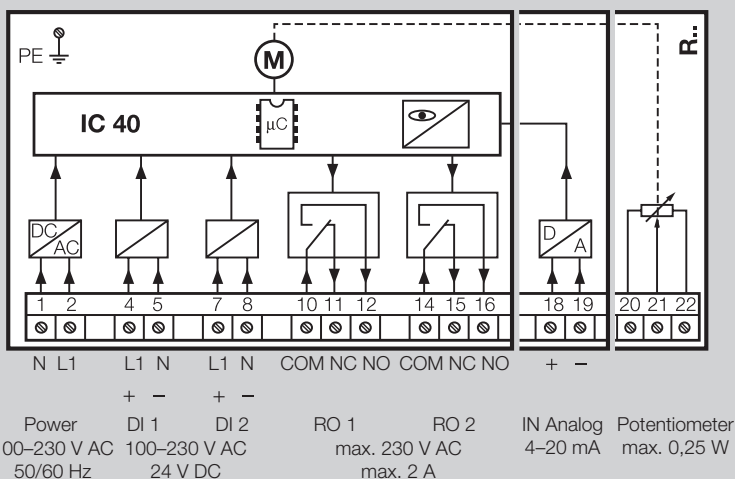 R..
PE
M
IC 40
µC
DC
AC
D
A
1 2 4 5 7 8 10 11 12 14 15 16 18 19 20 21 22
N L1 L1 N L1 N COM NC NO COM NC NO + −
+ − + −
Power DI 1 DI 2 RO 1 RO 2 IN Analog Potentiometer
00–230 V AC 100–230 V AC max. 230 V AC 4–20 mA max. 0,25 W
50/60 Hz 24 V DC max. 2 A